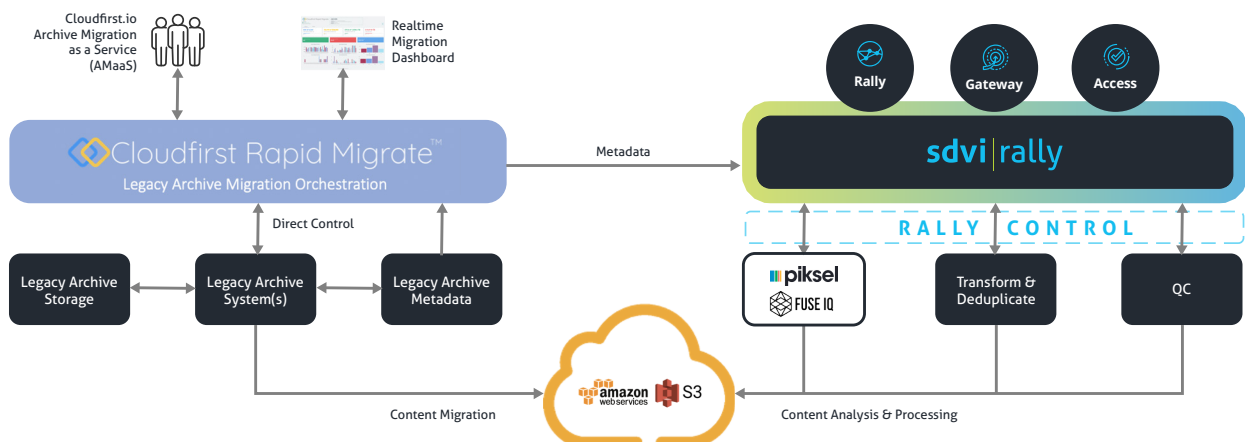 Cloudfirst.io
Archive Migration
as a Service
(AMaaS)
Realtime
Migration
Dashboard
Rally
Gateway
Access
Cloudfirst Rapid Migrate™
Legacy Archive Migration Orchestration
Metadata
sdvi|rally
Direct Control
RALLY CONTROL
Legacy Archive
Storage
Legacy Archive
System(s)
Legacy Archive
Metadata
piksel
FUSE IQ
Transform &
Deduplicate
QC
amazon
web services
S3
Content Migration
Content Analysis & Processing